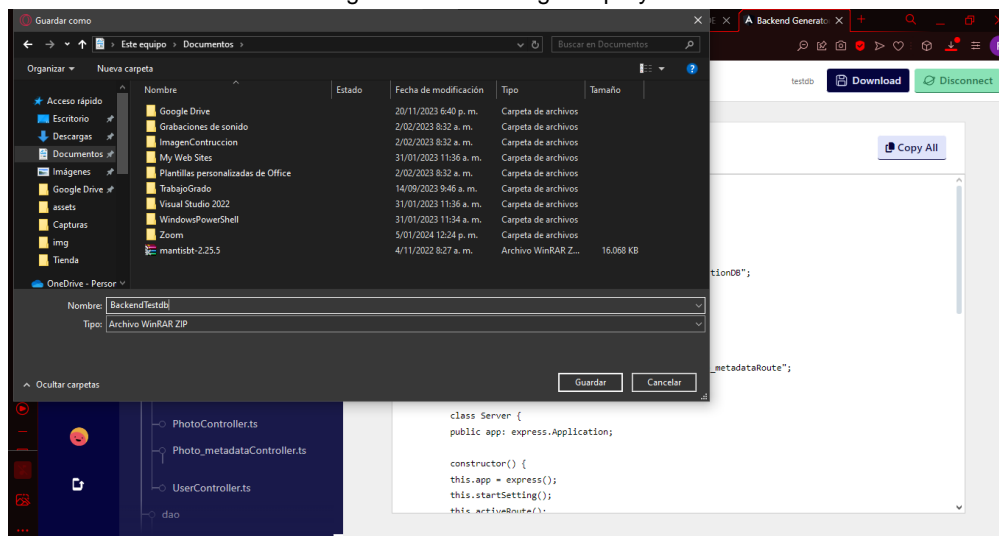 Guardar como
Backend Generato
Este equipo > Documentos >
Buscar en Documentos
Organizar
Nueva carpeta
testdb
Download
Disconnect
Nombre
Estado
Fecha de modificación
Tipo
Tamaño
Acceso rápido
Escritorio
Descargas
Documentos
Imágenes
Google Drive
assets
Capturas
img
Tienda
OneDrive - Person
Google Drive 20/11/2023 6:40 p. m. Carpeta de archivos
Grabaciones de sonido 2/02/2023 8:32 a. m. Carpeta de archivos
ImagenContruccion 2/02/2023 8:32 a. m. Carpeta de archivos
My Web Sites 31/01/2023 11:36 a. m. Carpeta de archivos
Plantillas personalizadas de Office 2/02/2023 8:32 a. m. Carpeta de archivos
TrabajoGrado 14/09/2023 9:46 a. m. Carpeta de archivos
Visual Studio 2022 31/01/2023 11:36 a. m. Carpeta de archivos
WindowsPowerShell 31/01/2023 11:34 a. m. Carpeta de archivos
Zoom 5/01/2024 12:24 p. m. Carpeta de archivos
mantisbt-2.25.5 4/11/2022 8:27 a. m. Archivo WinRAR Z... 16.068 KB
Copy All
tionDB";
Nombre: BackendTestdb
Tipo: Archivo WinRAR ZIP
_metadataRoute";
Ocultar carpetas
Guardar
Cancelar
PhotoController.ts
Photo_metadataController.ts
UserController.ts
dao
class Server {
public app: express.Application;
constructor() {
this.app = express();
this.startSetting();
this.activeRoute();